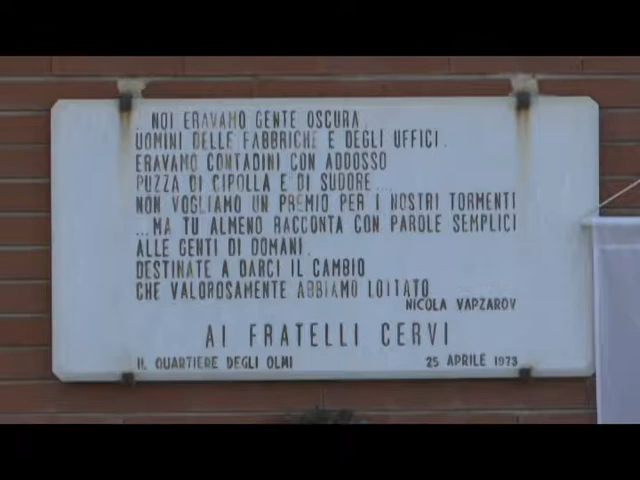 NOI ERAVAMO GENTE OSCURA.
UOMINI DELLE FABBRICHE E DEGLI UFFICI.
ERAVAMO CONTADINI CON ADDOSSO
PUZZA DI CIPOLLA E DI SUDORE...
NON VOGLIAMO UN PREMIO PER I NOSTRI TORMENTI
...MA TU ALMENO RACCONTA CON PAROLE SEMPLICI
ALLE GENTI DI DOMANI.
DESTINATE A DARCI IL CAMBIO
CHE VALOROSAMENTE ABBIAMO LOTTATO
NICOLA VAPZAROV
AI FRATELLI CERVI
IL QUARTIERE DEGLI OLMI
25 APRILE 1973